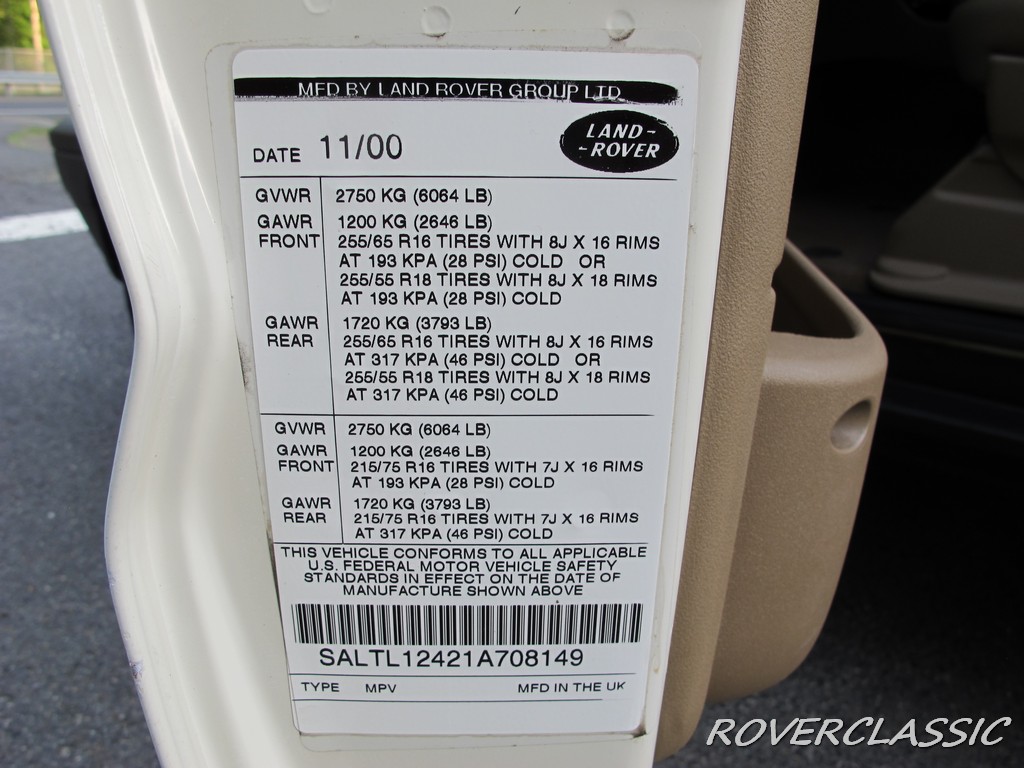 MFD BY LAND ROVER GROUP LTD
DATE 11/00
LAND-
-ROVER
GVWR 2750 KG (6064 LB)
GAWR 1200 KG (2646 LB)
FRONT 255/65 R16 TIRES WITH 8J X 16 RIMS
AT 193 KPA (28 PSI) COLD OR
255/55 R18 TIRES WITH 8J X 18 RIMS
AT 193 KPA (28 PSI) COLD
GAWR 1720 KG (3793 LB)
REAR 255/65 R16 TIRES WITH 8J X 16 RIMS
AT 317 KPA (46 PSI) COLD OR
255/55 R18 TIRES WITH 8J X 18 RIMS
AT 317 KPA (46 PSI) COLD
GVWR 2750 KG (6064 LB)
GAWR 1200 KG (2646 LB)
FRONT 215/75 R16 TIRES WITH 7J X 16 RIMS
AT 193 KPA (28 PSI) COLD
GAWR 1720 KG (3793 LB)
REAR 215/75 R16 TIRES WITH 7J X 16 RIMS
AT 317 KPA (46 PSI) COLD
THIS VEHICLE CONFORMS TO ALL APPLICABLE
U.S. FEDERAL MOTOR VEHICLE SAFETY
STANDARDS IN EFFECT ON THE DATE OF
MANUFACTURE SHOWN ABOVE
SALTL12421A708149
TYPE MPV MFD IN THE UK
ROVERCLASSIC